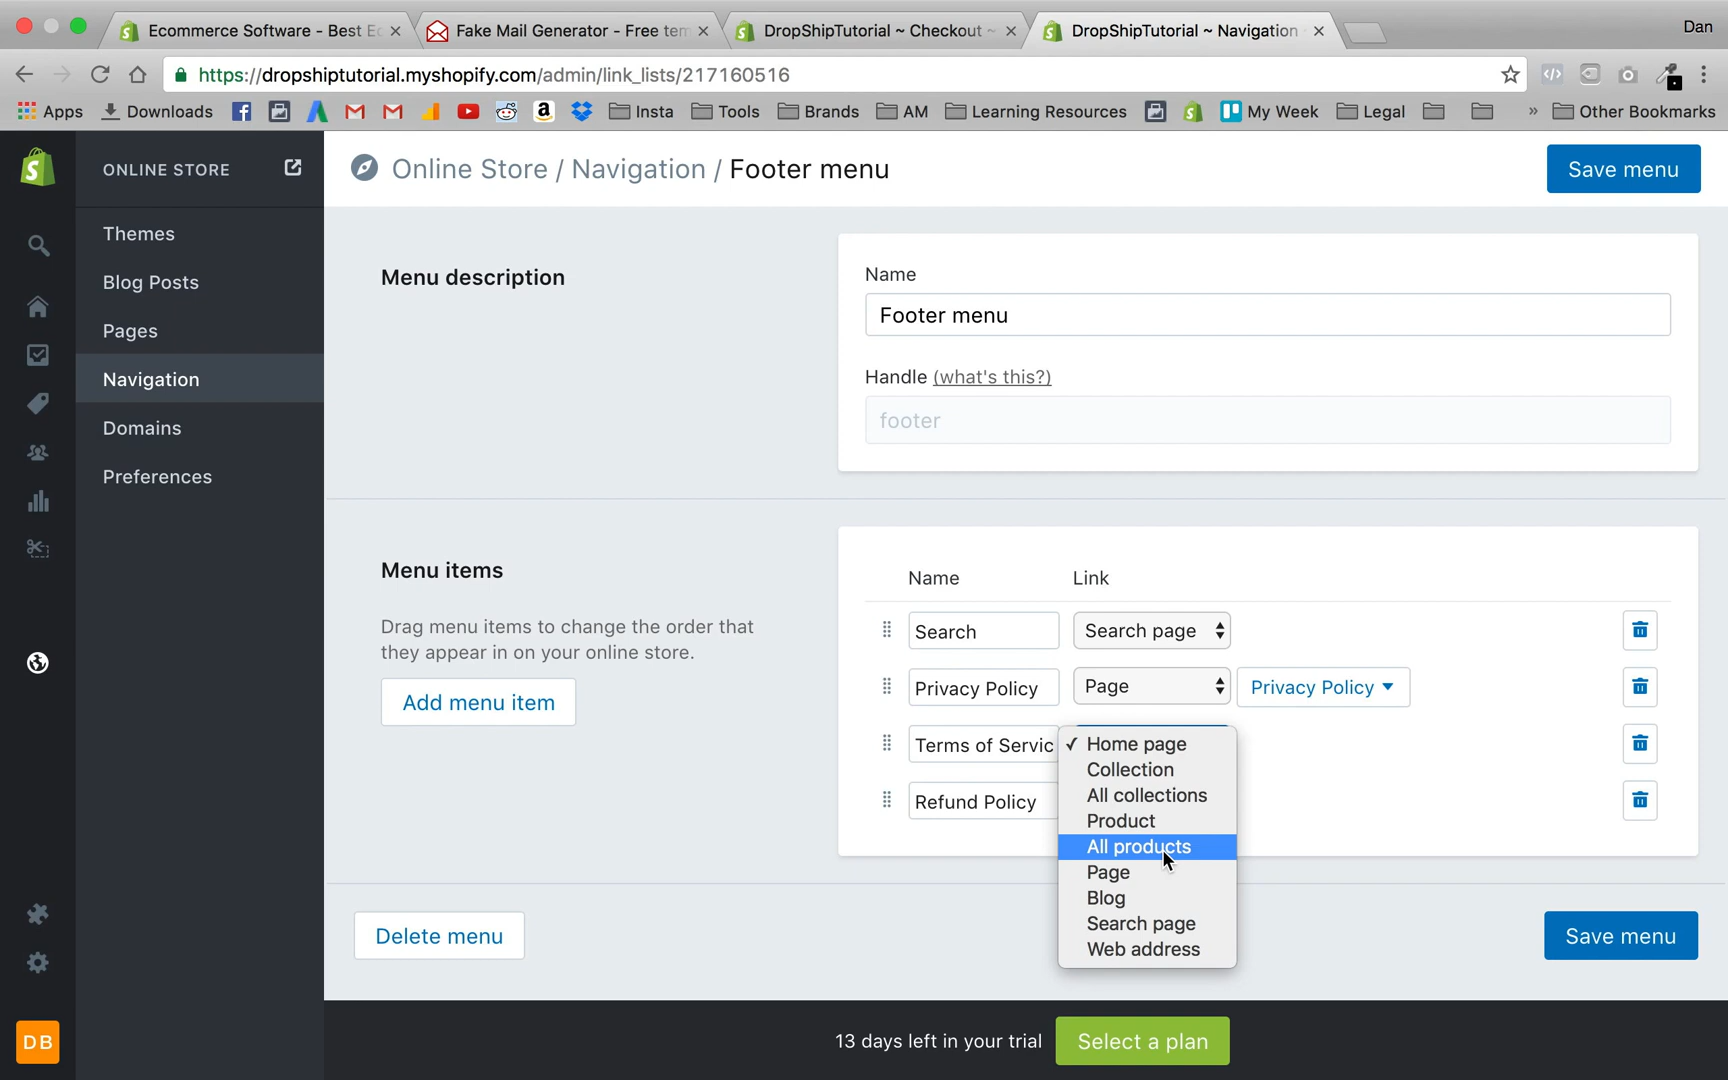 Ecommerce Software - Best Ec
Fake Mail Generator - Free tem
DropShipTutorial ~ Checkout ~
DropShipTutorial ~ Navigation
Dan
https://dropshiptutorial.myshopify.com/admin/link_lists/217160516
Apps
Downloads
Insta
Tools
Brands
AM
Learning Resources
My Week
Legal
»
Other Bookmarks
ONLINE STORE
Themes
Blog Posts
Pages
Navigation
Domains
Preferences
DB
Online Store / Navigation / Footer menu
Save menu
Menu description
Name
Footer menu
Handle (what's this?)
footer
Menu items
Drag menu items to change the order that
they appear in on your online store.
Add menu item
Name Link
Search Search page
Privacy Policy Page Privacy Policy
Terms of Servic
Refund Policy
✓ Home page
Collection
All collections
Product
All products
Page
Blog
Search page
Web address
Delete menu
Save menu
13 days left in your trial
Select a plan